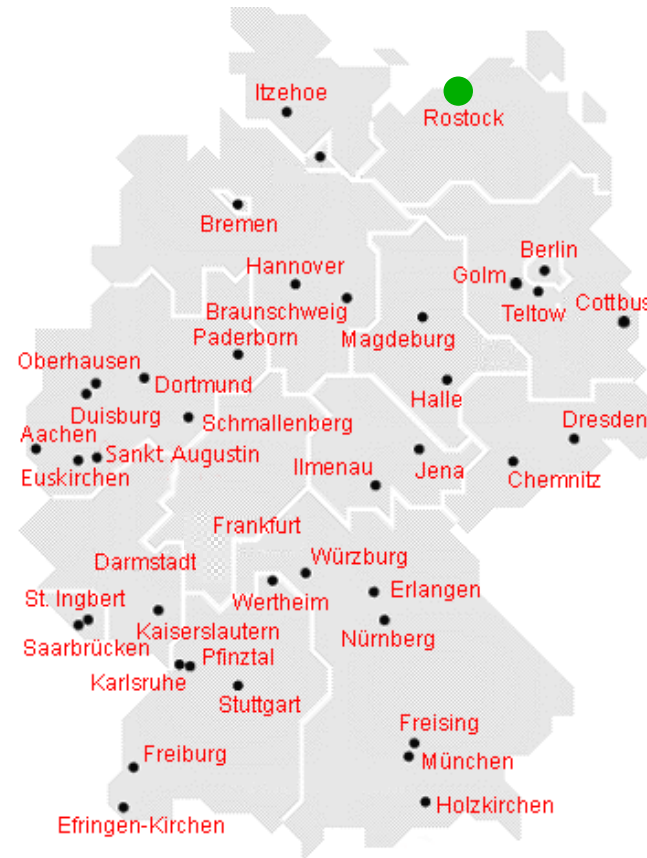 Itzehoe
Rostock
Bremen
Berlin
Hannover
Golm
Teltow
Cottbus
Braunschweig
Magdeburg
Paderborn
Oberhausen
Dortmund
Halle
Duisburg
Schmallenberg
Dresden
Aachen
Sankt Augustin
Euskirchen
Ilmenau
Jena
Chemnitz
Frankfurt
Würzburg
Darmstadt
Erlangen
Wertheim
St. Ingbert
Kaiserslautern
Nürnberg
Saarbrücken
Pfinztal
Karlsruhe
Stuttgart
Freising
Freiburg
München
Holzkirchen
Efringen-Kirchen